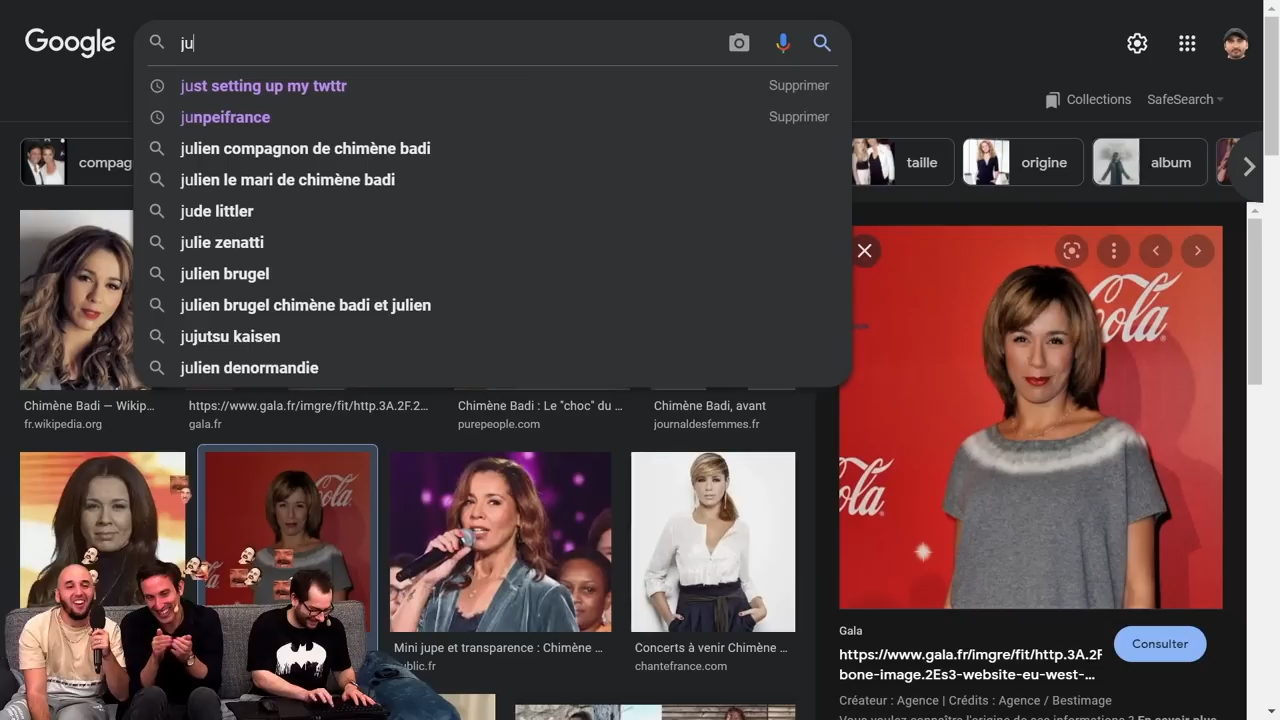 Google
ju
just setting up my twttr
Supprimer
junpeifrance
Supprimer
julien compagnon de chimène badi
julien le mari de chimène badi
jude littler
julie zenatti
julien brugel
julien brugel chimène badi et julien
jujutsu kaisen
julien denormandie
Collections
SafeSearch
compag
taille
origine
album
Chimène Badi — Wikip...
fr.wikipedia.org
https://www.gala.fr/imgre/fit/http.3A.2F.2...
gala.fr
Chimène Badi : Le "choc" du ...
purepeople.com
Chimène Badi, avant
journaldesfemmes.fr
Cola
cola
Cola
Mini jupe et transparence : Chimène ...
public.fr
Concerts à venir Chimène ...
chantefrance.com
Gala
https://www.gala.fr/imgre/fit/http.3A.2F
bone-image.2Es3-website-eu-west-...
Consulter
Créateur : Agence | Crédits : Agence / Bestimage